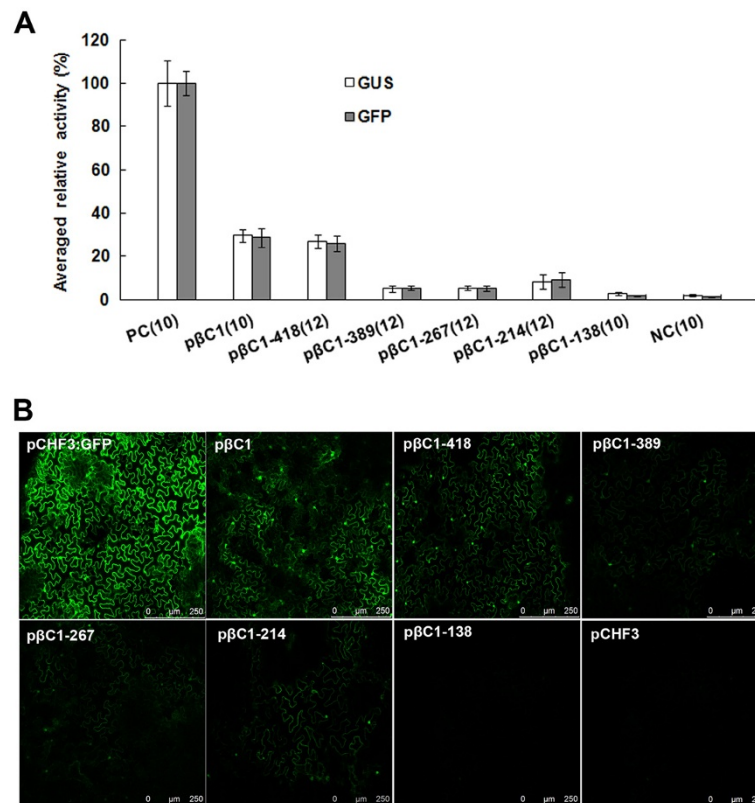 A
120
100
80
60
40
20
0
Averaged relative activity (%)
GUS
GFP
PC(10)
pβC1(10)
pβC1-418(12)
pβC1-389(12)
pβC1-267(12)
pβC1-214(12)
pβC1-138(10)
NC(10)
B
pCHF3:GFP
pβC1
pβC1-418
pβC1-389
0 µm 250
0 µm 250
0 µm 250
0 µm 250
pβC1-267
pβC1-214
pβC1-138
pCHF3
0 µm 250
0 µm 250
0 µm 250
0 µm 250